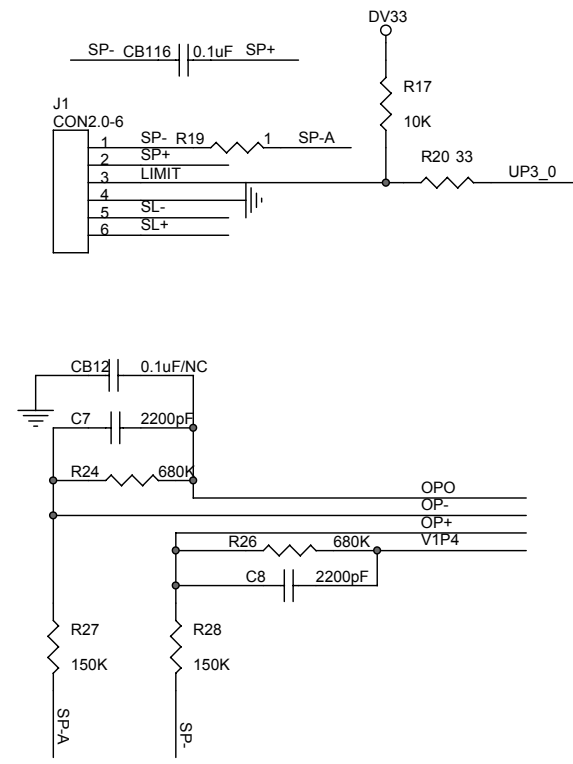 DV33
SP- CB116 0.1uF SP+
R17
10K
J1
CON2.0-6
1 SP- R19 1 SP-A
2 SP+
3 LIMIT
R20 33 UP3_0
4
5 SL-
6 SL+
CB12 0.1uF/NC
C7 2200pF
R24 680K
OPO
OP-
OP+
R26 680K V1P4
C8 2200pF
R27 R28
150K 150K
SP-A SP-